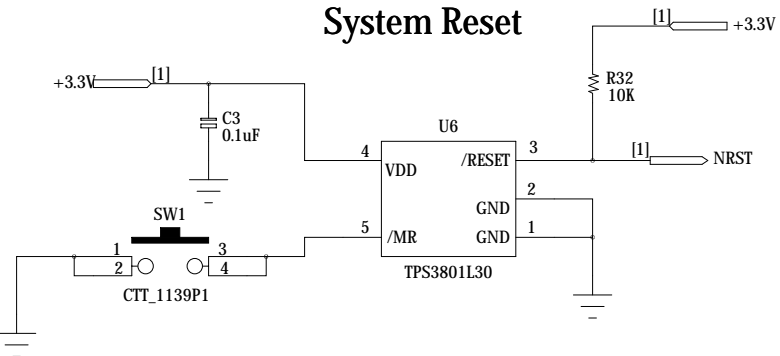 System Reset
[1]
+3.3V
+3.3V
[1]
R32
10K
C3
0.1uF
U6
4
VDD
/RESET
3
[1]
NRST
GND
2
SW1
5
/MR
GND
1
1
3
2
4
TPS3801L30
CTT_1139P1